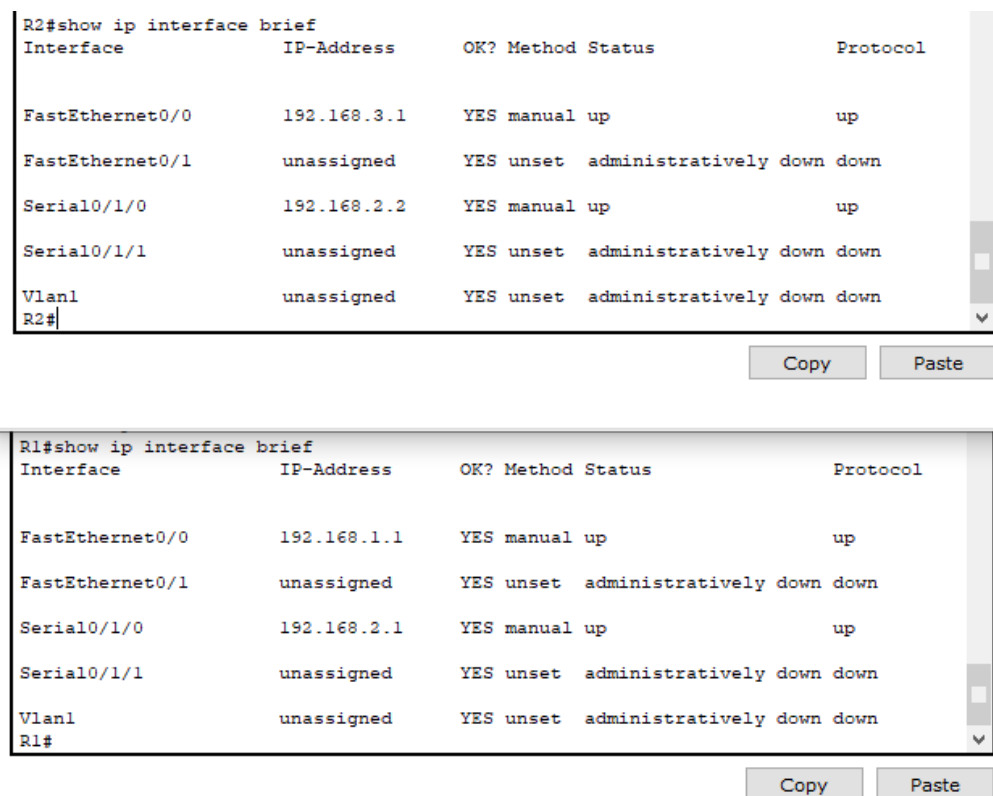 R2#show ip interface brief
Interface IP-Address OK? Method Status Protocol
FastEthernet0/0 192.168.3.1 YES manual up up
FastEthernet0/1 unassigned YES unset administratively down down
Serial0/1/0 192.168.2.2 YES manual up up
Serial0/1/1 unassigned YES unset administratively down down
Vlan1 unassigned YES unset administratively down down
R2#
Copy Paste
R1#show ip interface brief
Interface IP-Address OK? Method Status Protocol
FastEthernet0/0 192.168.1.1 YES manual up up
FastEthernet0/1 unassigned YES unset administratively down down
Serial0/1/0 192.168.2.1 YES manual up up
Serial0/1/1 unassigned YES unset administratively down down
Vlan1 unassigned YES unset administratively down down
R1#
Copy Paste